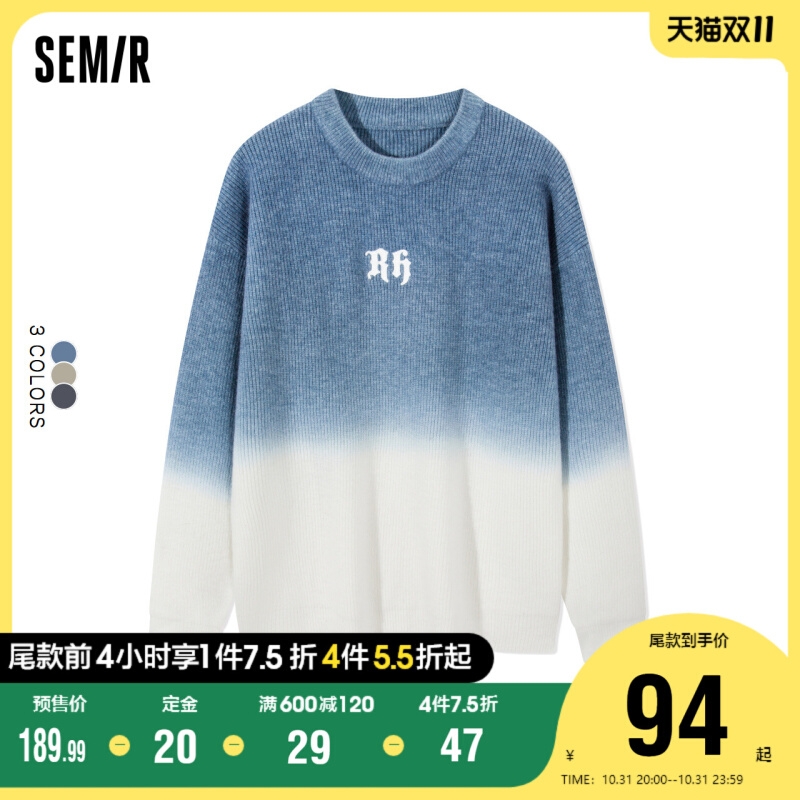 SEMIR
天猫双11
RH
3 COLORS
尾款前4小时享1件7.5折4件5.5折起
预售价
定金
满600减120
4件7.5折
189.99
20
29
47
尾款到手价
¥
94
起
TIME：10.31 20:00--10.31 23:59